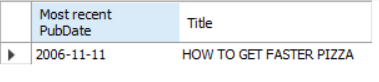 Most recent
PubDate
Title
2006-11-11 HOW TO GET FASTER PIZZA